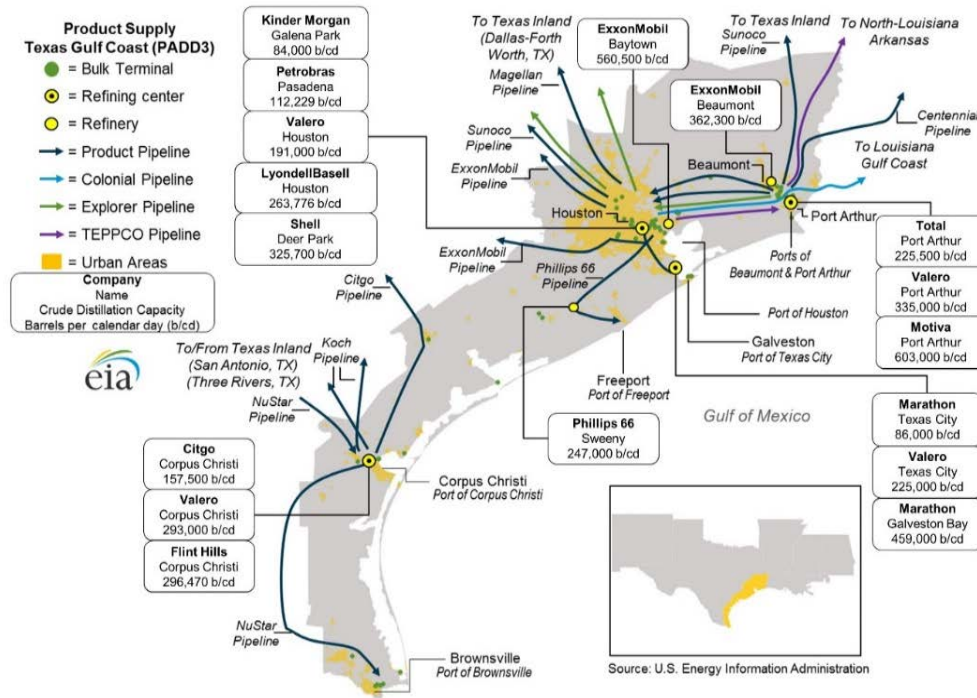 Product Supply
Texas Gulf Coast (PADD3)
= Bulk Terminal
= Refining center
= Refinery
= Product Pipeline
= Colonial Pipeline
= Explorer Pipeline
= TEPPCO Pipeline
= Urban Areas
Company
Name
Crude Distillation Capacity
Barrels per calendar day (b/cd)
eia
Kinder Morgan
Galena Park
84,000 b/cd
Petrobras
Pasadena
112,229 b/cd
Valero
Houston
191,000 b/cd
LyondellBasell
Houston
263,776 b/cd
Shell
Deer Park
325,700 b/cd
To Texas Inland
(Dallas-Forth
Worth, TX)
Magellan
Pipeline
Sunoco
Pipeline
ExxonMobil
Pipeline
ExxonMobil
Baytown
560,500 b/cd
To Texas Inland
Sunoco
Pipeline
To North-Louisiana
Arkansas
ExxonMobil
Beaumont
362,300 b/cd
Centennial
Pipeline
To Louisiana
Gulf Coast
Beaumont
Houston
Port Arthur
Ports of
Beaumont & Port Arthur
Total
Port Arthur
225,500 b/cd
Valero
Port Arthur
335,000 b/cd
Motiva
Port Arthur
603,000 b/cd
ExxonMobil
Pipeline
Phillips 66
Pipeline
Port of Houston
Galveston
Port of Texas City
Freeport
Port of Freeport
Gulf of Mexico
Citgo
Pipeline
To/From Texas Inland
(San Antonio, TX)
(Three Rivers, TX)
Koch
Pipeline
NuStar
Pipeline
Phillips 66
Sweeny
247,000 b/cd
Marathon
Texas City
86,000 b/cd
Valero
Texas City
225,000 b/cd
Marathon
Galveston Bay
459,000 b/cd
Citgo
Corpus Christi
157,500 b/cd
Valero
Corpus Christi
293,000 b/cd
Flint Hills
Corpus Christi
296,470 b/cd
Corpus Christi
Port of Corpus Christi
NuStar
Pipeline
Brownsville
Port of Brownsville
Source: U.S. Energy Information Administration